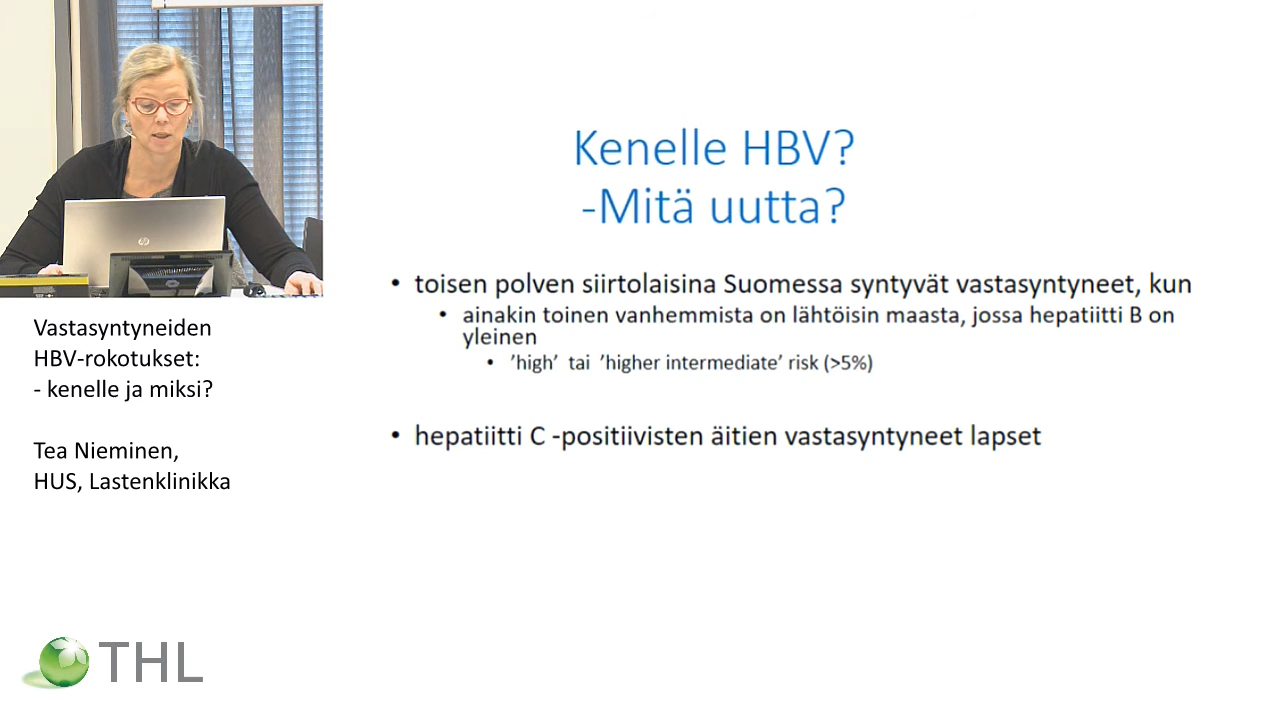 Kenelle HBV?
-Mitä uutta?
• toisen polven siirtolaisina Suomessa syntyvät vastasyntyneet, kun
• ainakin toinen vanhemmista on lähtöisin maasta, jossa hepatiitti B on
yleinen
• ’high’ tai ’higher intermediate’ risk (>5%)
• hepatiitti C -positiivisten äitien vastasyntyneet lapset
Vastasyntyneiden
HBV-rokotukset:
- kenelle ja miksi?
Tea Nieminen,
HUS, Lastenklinikka
THL
hp